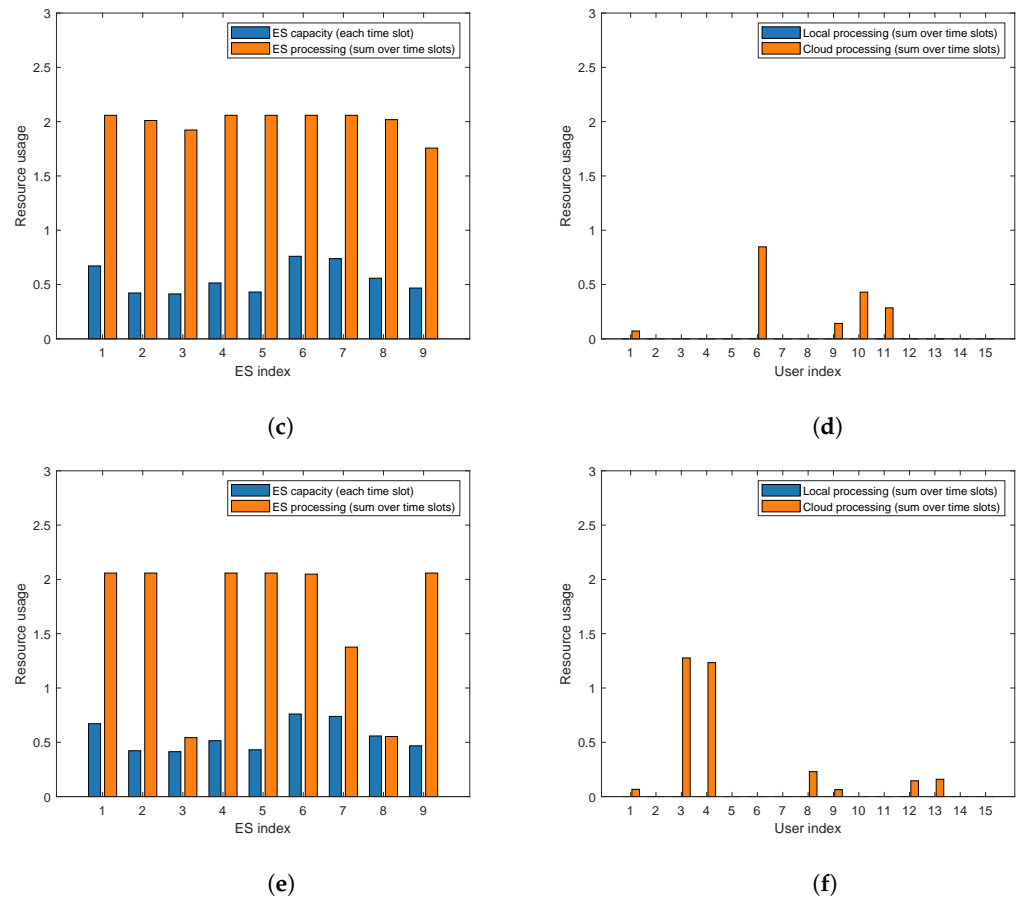 3
2.5
2
1.5
1
0.5
0
Resource usage
ES capacity (each time slot)
ES processing (sum over time slots)
1 2 3 4 5 6 7 8 9
ES index
(c)
3
2.5
2
1.5
1
0.5
0
Resource usage
Local processing (sum over time slots)
Cloud processing (sum over time slots)
1 2 3 4 5 6 7 8 9 10 11 12 13 14 15
User index
(d)
3
2.5
2
1.5
1
0.5
0
Resource usage
ES capacity (each time slot)
ES processing (sum over time slots)
1 2 3 4 5 6 7 8 9
ES index
(e)
3
2.5
2
1.5
1
0.5
0
Resource usage
Local processing (sum over time slots)
Cloud processing (sum over time slots)
1 2 3 4 5 6 7 8 9 10 11 12 13 14 15
User index
(f)